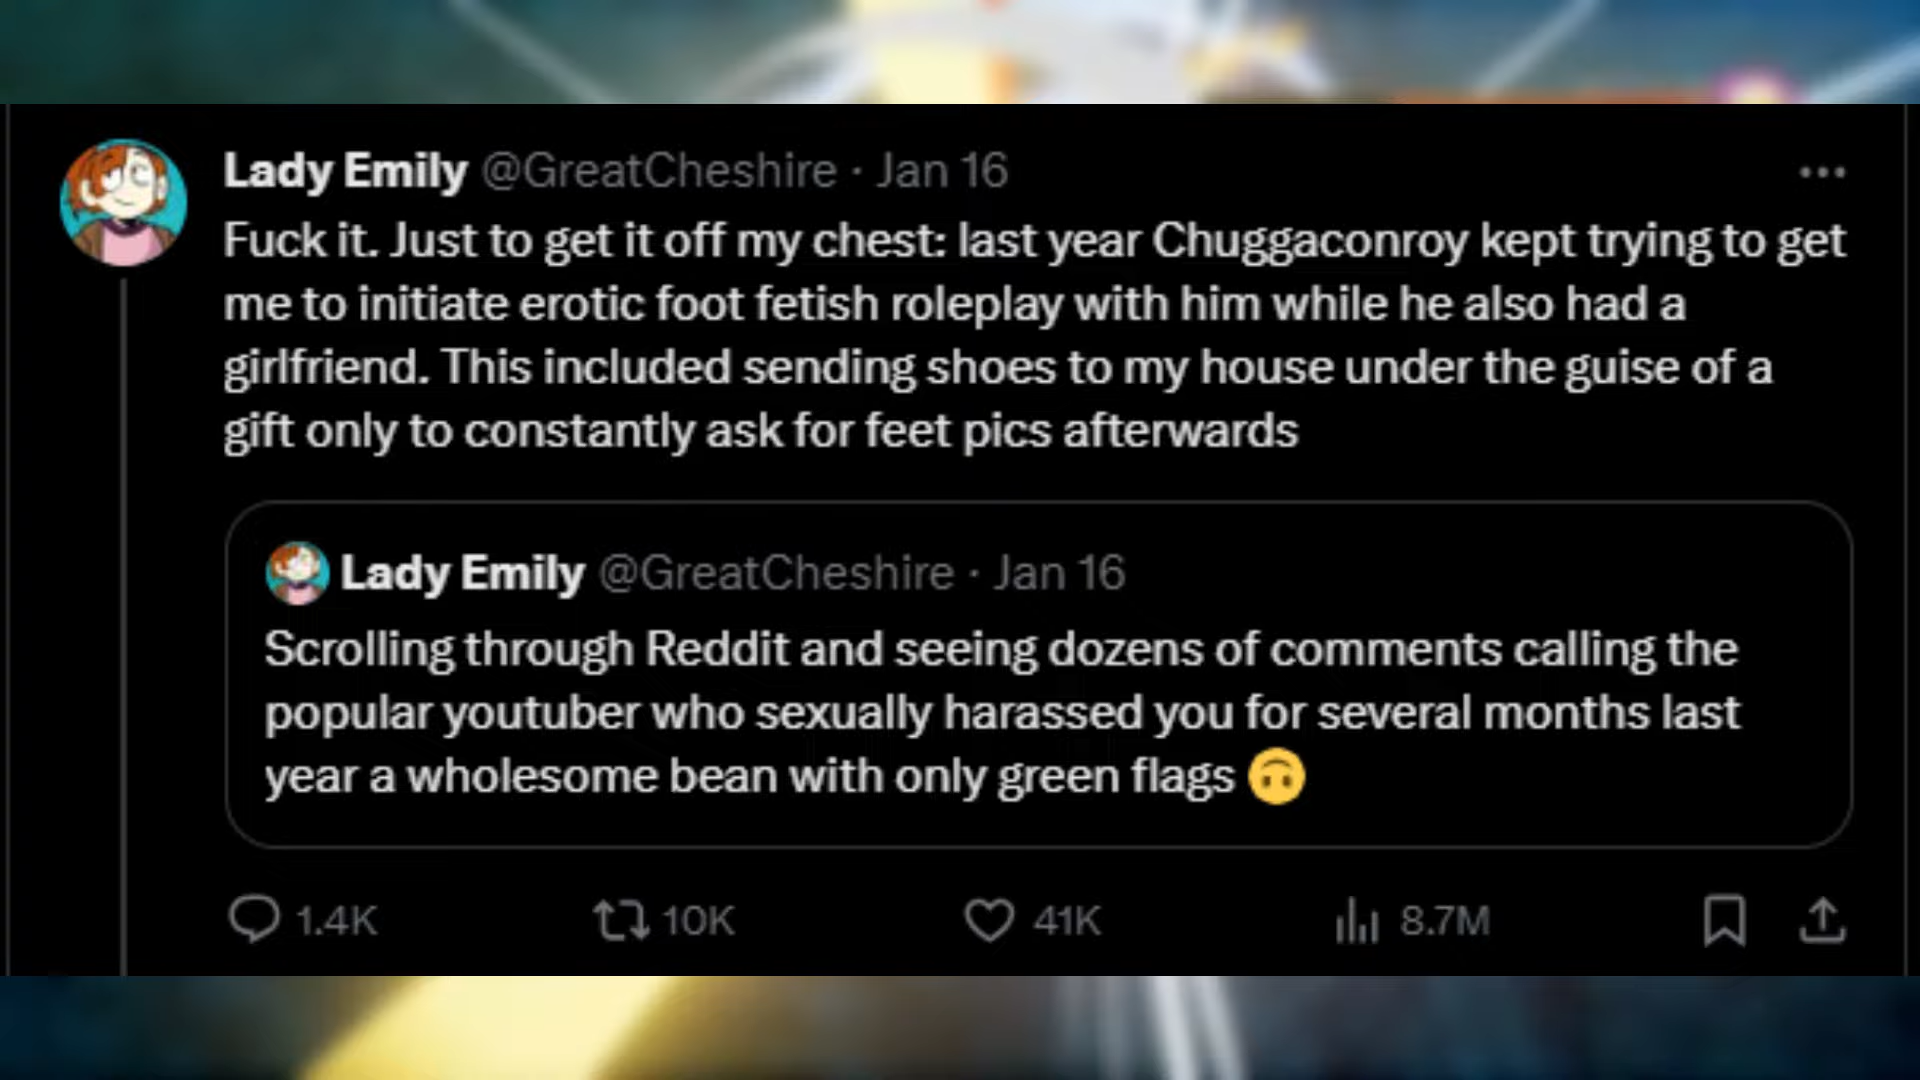 Lady Emily @GreatCheshire · Jan 16
Fuck it. Just to get it off my chest: last year Chuggaconroy kept trying to get
me to initiate erotic foot fetish roleplay with him while he also had a
girlfriend. This included sending shoes to my house under the guise of a
gift only to constantly ask for feet pics afterwards
Lady Emily @GreatCheshire · Jan 16
Scrolling through Reddit and seeing dozens of comments calling the
popular youtuber who sexually harassed you for several months last
year a wholesome bean with only green flags 🙃
1.4K 10K 41K 8.7M